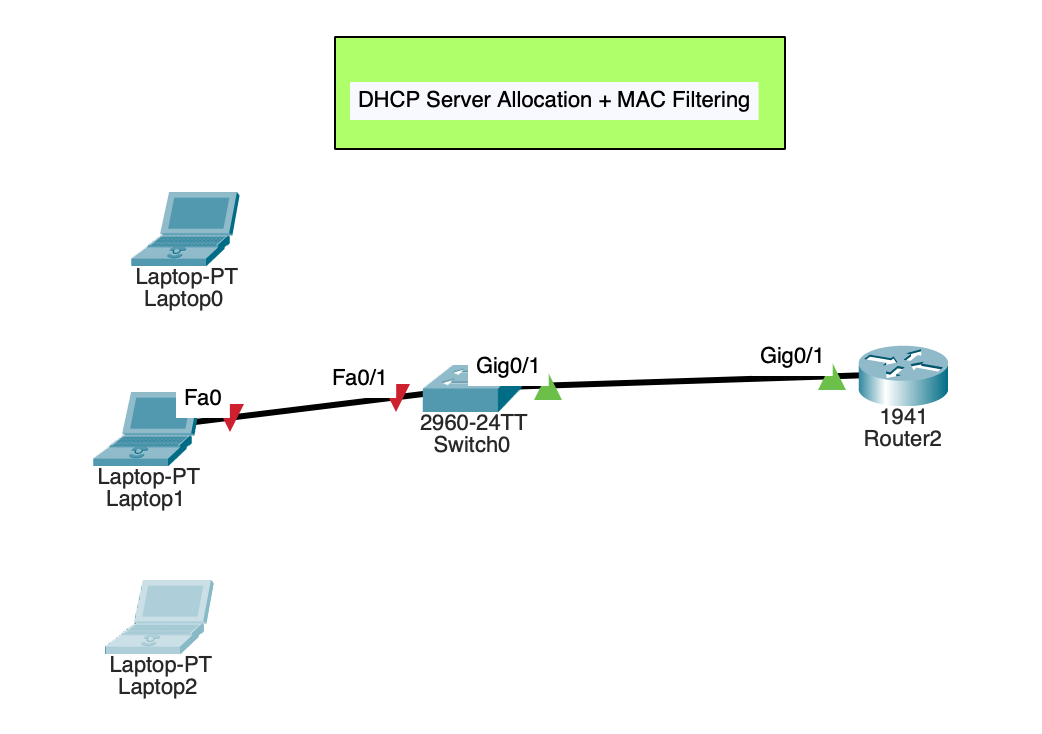 DHCP Server Allocation + MAC Filtering
Laptop-PT
Laptop0
Gig0/1
Gig0/1
Fa0/1
Fa0
2960-24TT
Switch0
1941
Router2
Laptop-PT
Laptop1
Laptop-PT
Laptop2